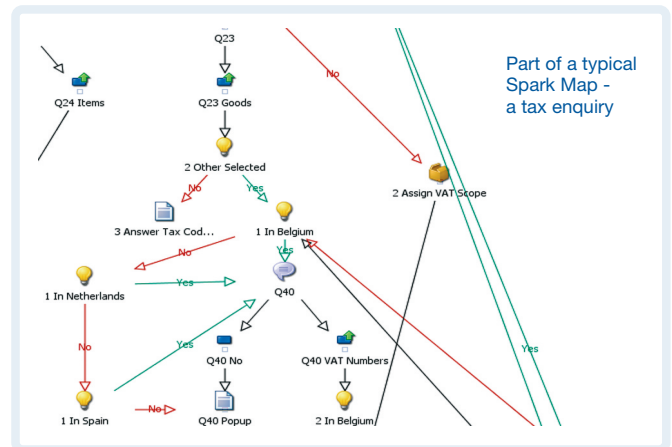 Q23
Part of a typical
Spark Map -
a tax enquiry
No
Q24 Items
Q23 Goods
2 Other Selected
2 Assign VAT Scope
No
Yes
3 Answer Tax Cod...
1 In Belgium
No
Yes
1 In Netherlands
Yes
Q40
No
Yes
Yes
Q40 No
Q40 VAT Numbers
1 In Spain
No
Q40 Popup
2 In Belgium